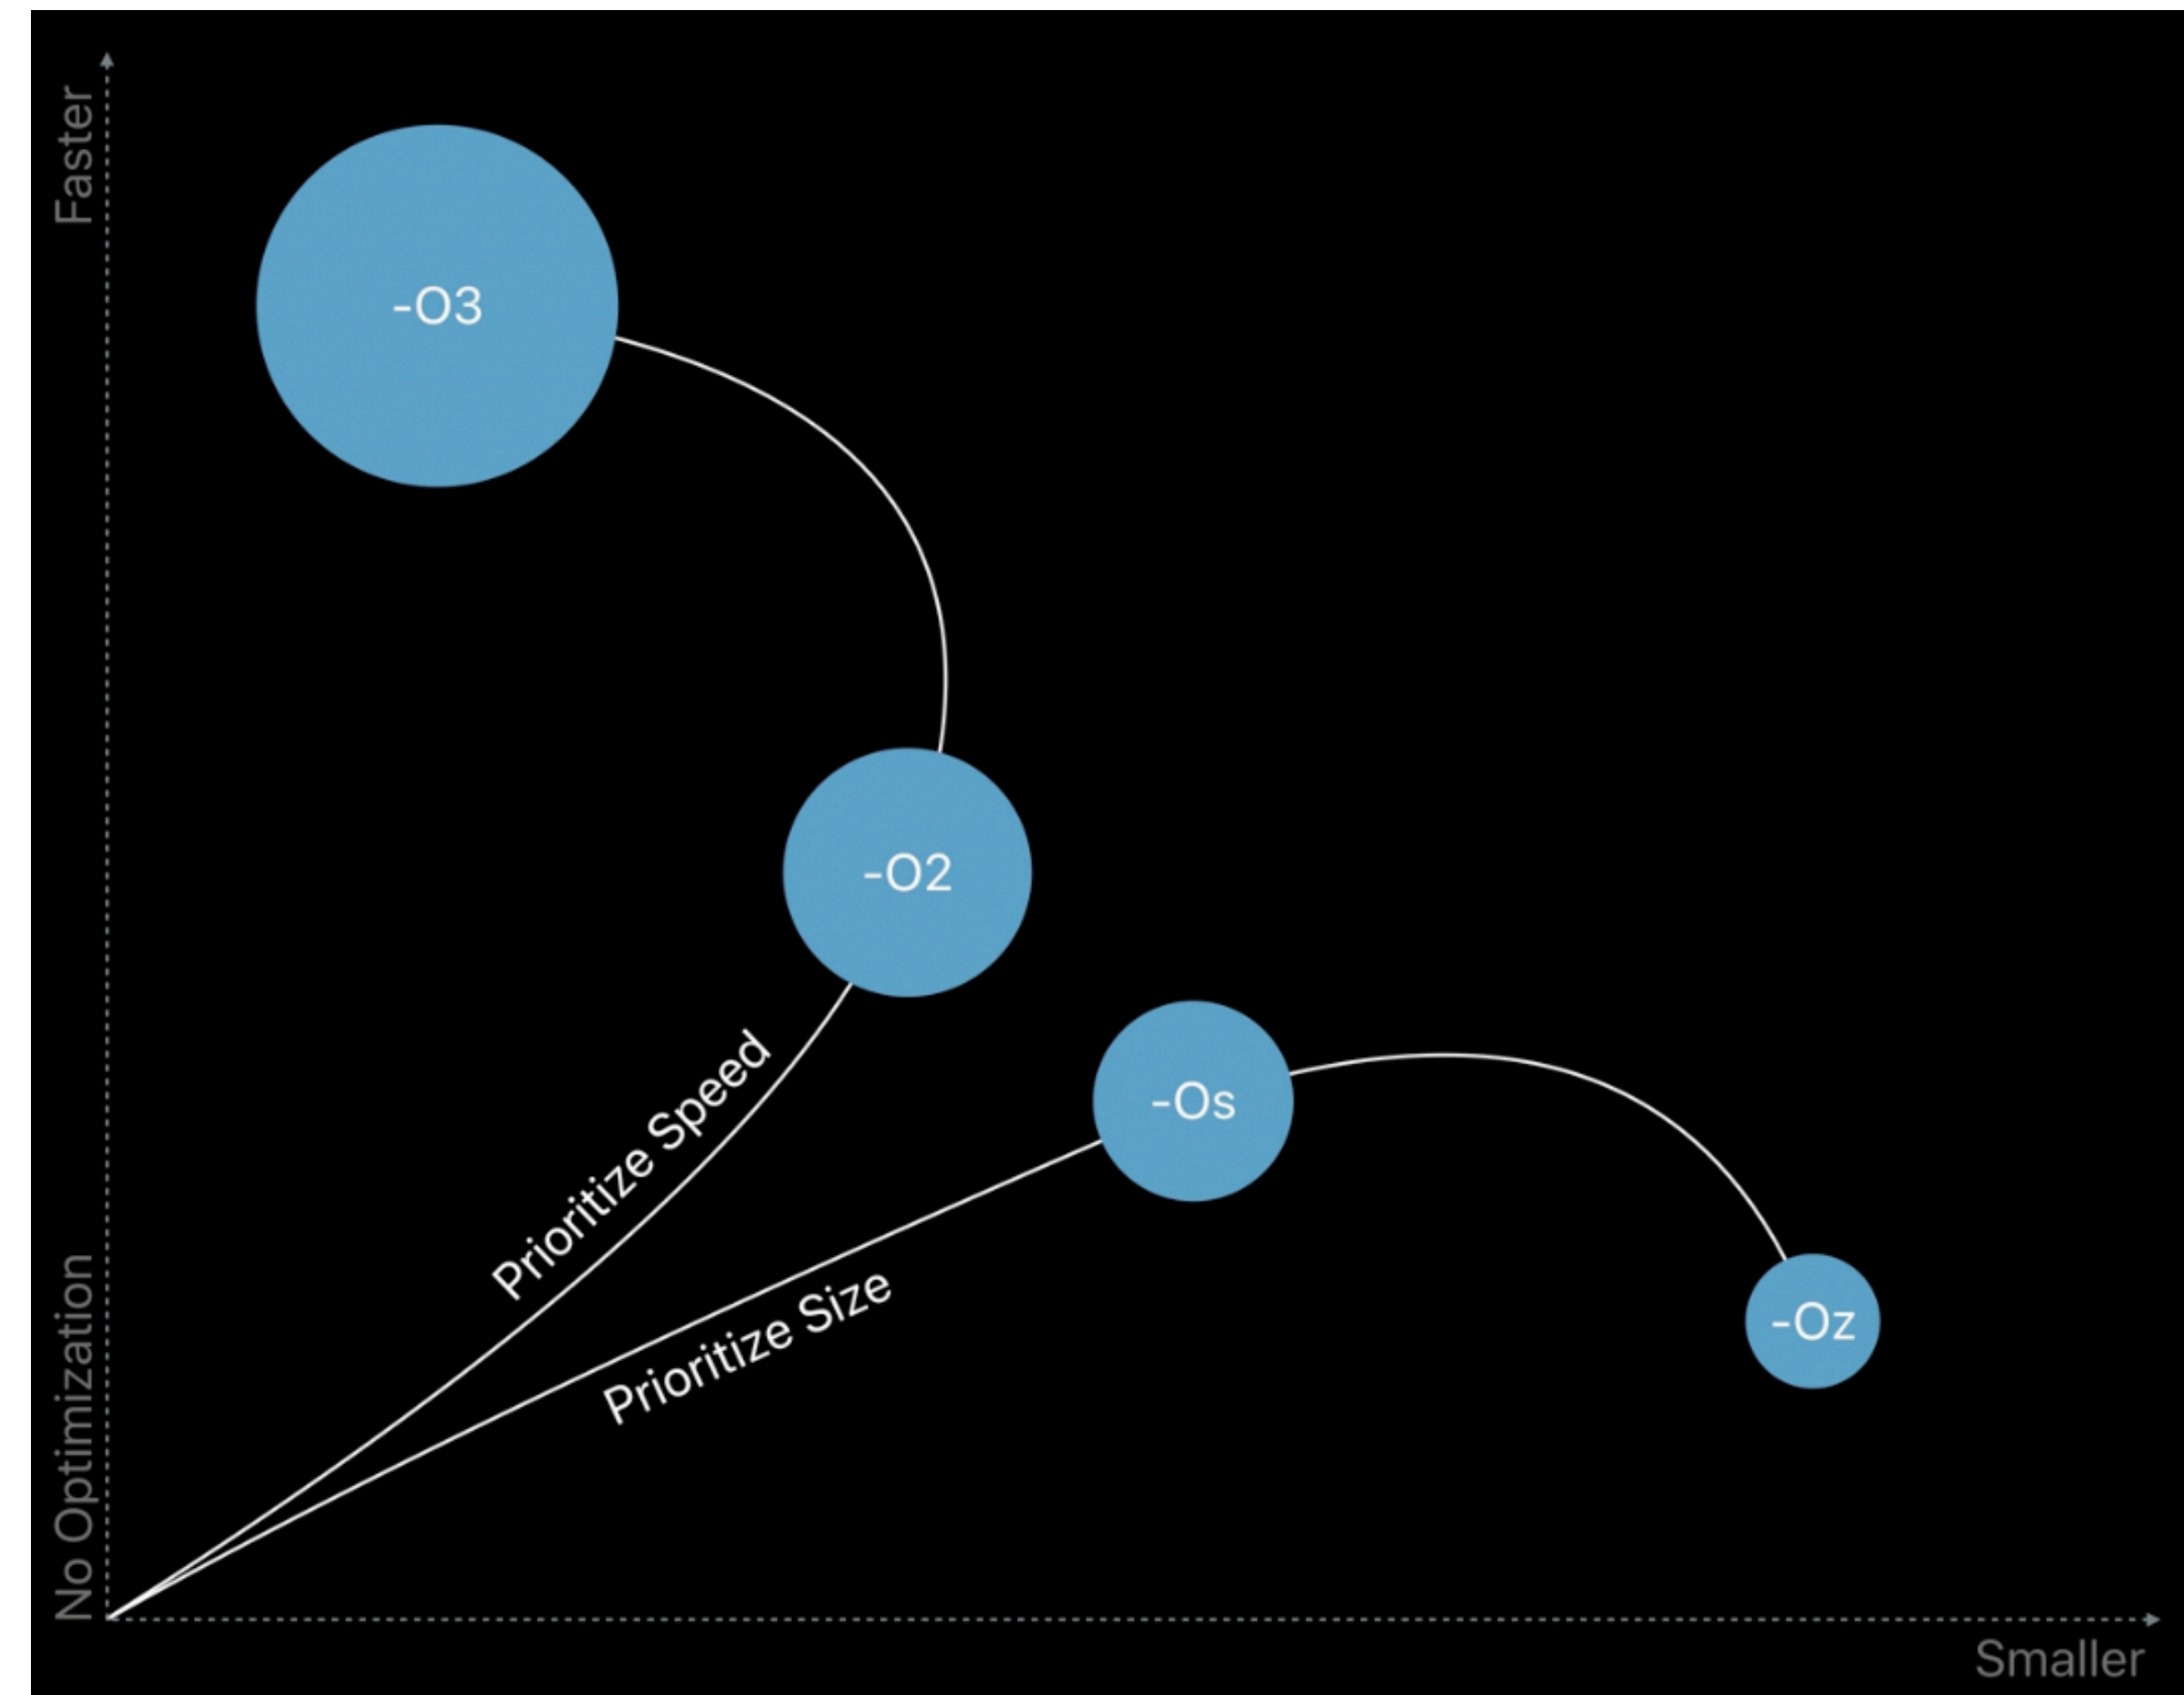 Faster
-O3
-O2
Prioritize Speed
-Os
Prioritize Size
-Oz
No Optimization
Smaller